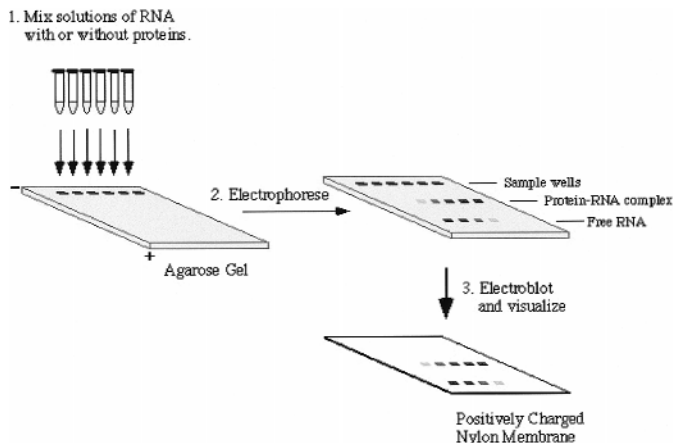 1. Mix solutions of RNA
with or without proteins.
−
2. Electrophorese
Sample wells
Protein-RNA complex
Free RNA
+
Agarose Gel
3. Electroblot
and visualize
Positively Charged
Nylon Membrane